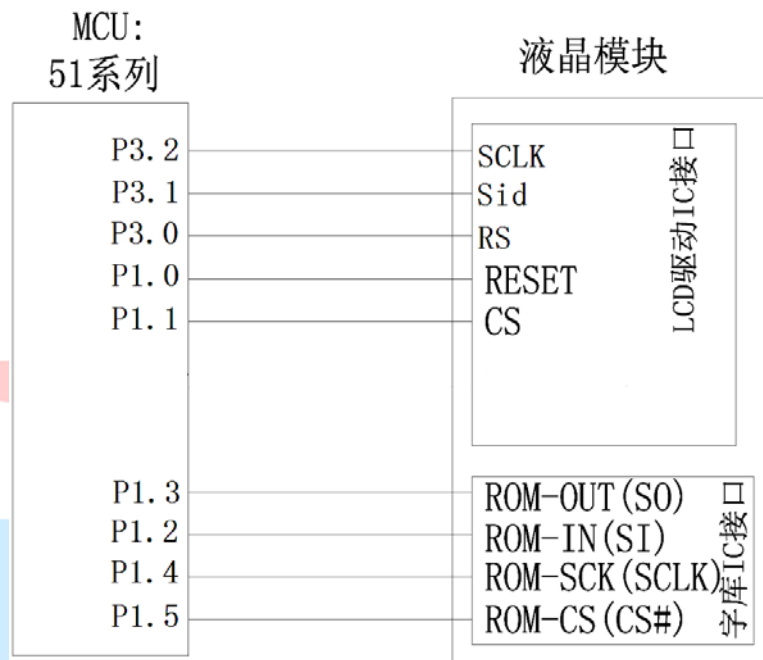 MCU:
51系列
液晶模块
P3.2
P3.1
P3.0
P1.0
P1.1
SCLK
Sid
RS
RESET
CS
LCD驱动IC接口
P1.3
P1.2
P1.4
P1.5
ROM-OUT(SO)
ROM-IN(SI)
ROM-SCK(SCLK)
ROM-CS(CS#)
字库IC接口